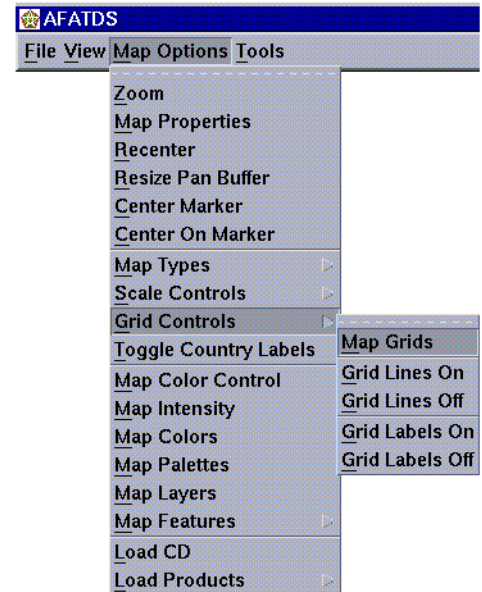 AFATDS
File View Map Options Tools
Zoom
Map Properties
Recenter
Resize Pan Buffer
Center Marker
Center On Marker
Map Types
Scale Controls
Grid Controls
Toggle Country Labels
Map Color Control
Map Intensity
Map Colors
Map Palettes
Map Layers
Map Features
Load CD
Load Products
Map Grids
Grid Lines On
Grid Lines Off
Grid Labels On
Grid Labels Off